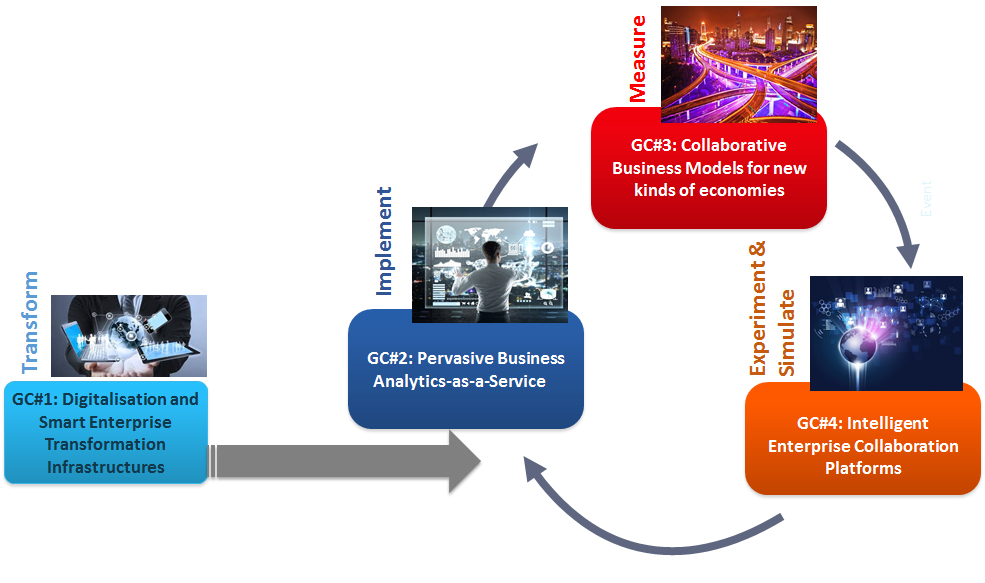 Transform
GC#1: Digitalisation and
Smart Enterprise
Transformation
Infrastructures
Implement
GC#2: Pervasive Business
Analytics-as-a-Service
Measure
GC#3: Collaborative
Business Models for new
kinds of economies
Event
Experiment &
Simulate
GC#4: Intelligent
Enterprise Collaboration
Platforms